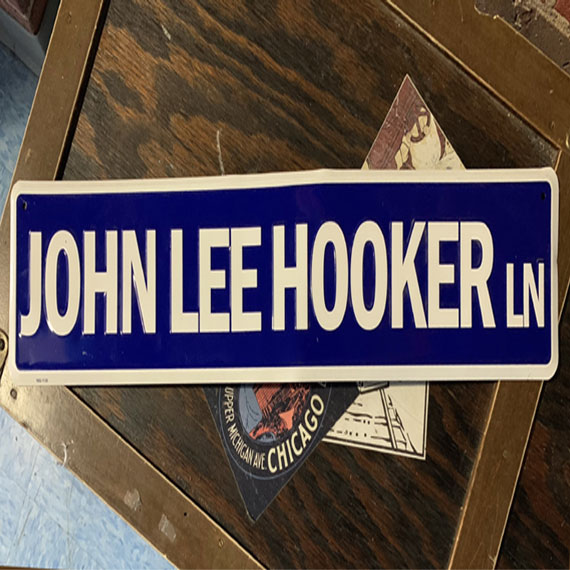 JOHN LEE HOOKER LN
UPPER MICHIGAN AVE. CHICAGO